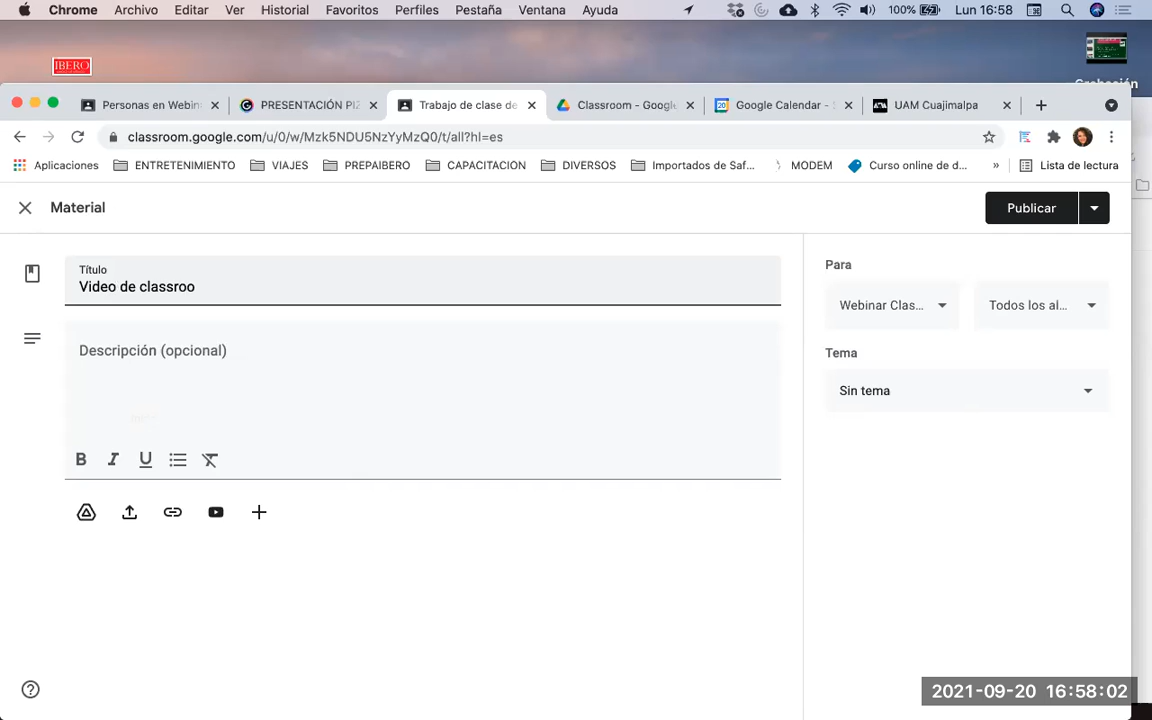 Chrome Archivo Editar Ver Historial Favoritos Perfiles Pestaña Ventana Ayuda 100% Lun 16:58
IBERO
Grabación
Personas en Webin PRESENTACIÓN PIZ Trabajo de clase de Classroom - Google Google Calendar - UAM Cuajimalpa
classroom.google.com/u/0/w/Mzk5NDU5NzYyMzQ0/t/all?hl=es
Aplicaciones ENTRETENIMIENTO VIAJES PREPAIBERO CAPACITACION DIVERSOS Importados de Saf... MODEM Curso online de d... » Lista de lectura
Material Publicar
Título
Video de classroo
Descripción (opcional)
B I U
Para
Webinar Clas... Todos los al...
Tema
Sin tema
2021-09-20 16:58:02